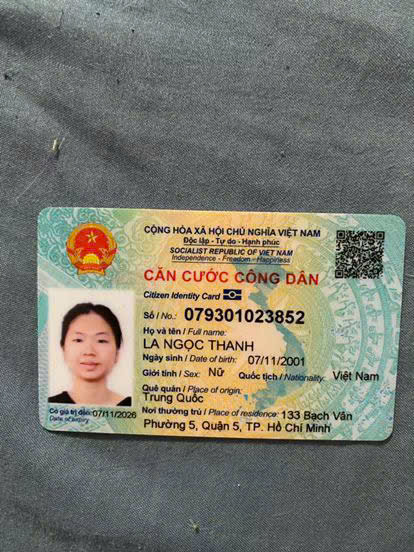 CỘNG HÒA XÃ HỘI CHỦ NGHĨA VIỆT NAM
Độc lập - Tự do - Hạnh phúc
SOCIALIST REPUBLIC OF VIET NAM
Independence - Freedom - Happiness
CĂN CƯỚC CÔNG DÂN
Citizen Identity Card
Số / No.: 079301023852
Họ và tên / Full name:
LA NGỌC THANH
Ngày sinh / Date of birth: 07/11/2001
Giới tính / Sex: Nữ Quốc tịch / Nationality: Việt Nam
Quê quán / Place of origin:
Trung Quốc
Nơi thường trú / Place of residence: 133 Bạch Vân
Phường 5, Quận 5, TP. Hồ Chí Minh
Có giá trị đến: 07/11/2026
Date of expiry